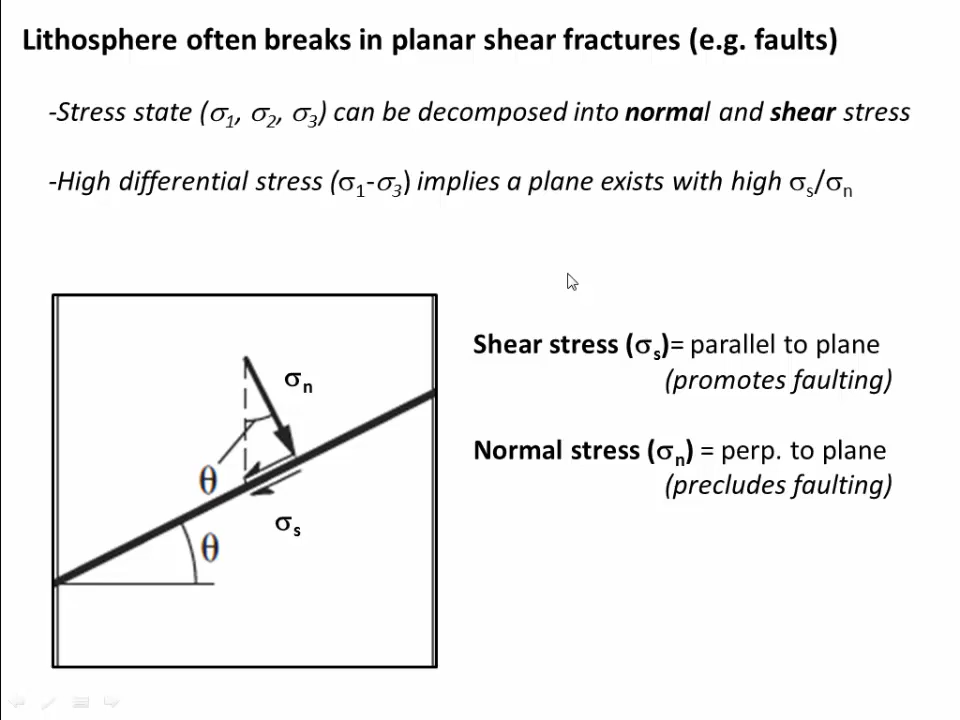 Lithosphere often breaks in planar shear fractures (e.g. faults)
-Stress state (σ1, σ2, σ3) can be decomposed into normal and shear stress
-High differential stress (σ1-σ3) implies a plane exists with high σs/σn
σn
θ
σs
θ
Shear stress (σs)= parallel to plane
(promotes faulting)
Normal stress (σn) = perp. to plane
(precludes faulting)